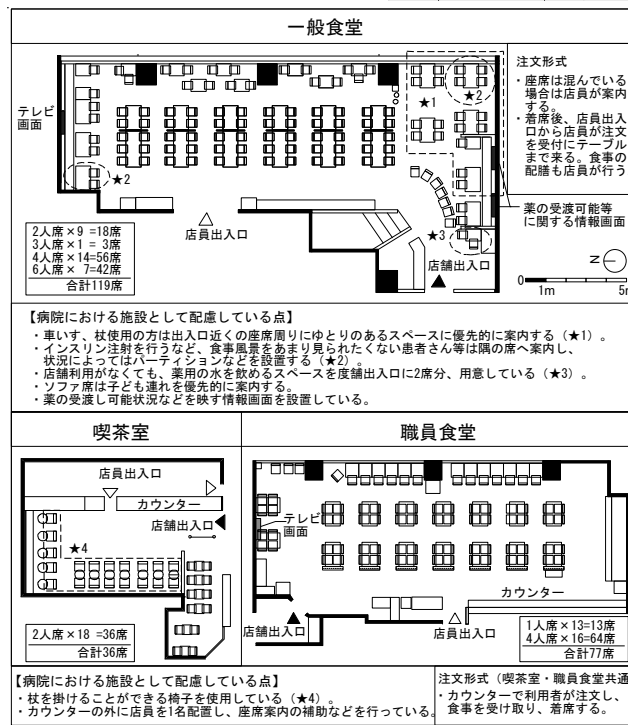 一般食堂
注文形式
・座席は混んでいる
場合は店員が案内
する。
・着席後、店員出入
口から店員が注文
を受付にテーブル
まで来る。食事の
配膳も店員が行う
テレビ
画面
★1
★2
★2
薬の受渡可能等
に関する情報画面
店員出入口
★3
店舗出入口
N
0
1m
5m
2人席×9 =18席
3人席×1 = 3席
4人席×14=56席
6人席× 7=42席
合計119席
【病院における施設として配慮している点】
・車いす、杖使用の方は出入口近くの座席周りにゆとりのあるスペースに優先的に案内する（★1）。
・インスリン注射を行うなど、食事風景をあまり見られたくない患者さん等は隅の席へ案内し、
状況によってはパーティションなどを設置する（★2）。
・店舗利用がなくても、薬用の水を飲めるスペースを度舗出入口に2席分、用意している（★3）。
・ソファ席は子ども連れを優先的に案内する。
・薬の受渡し可能状況などを映す情報画面を設置している。
喫茶室
職員食堂
店員出入口
カウンター
店舗出入口
★4
2人席×18 =36席
合計36席
テレビ
画面
カウンター
店舗出入口
店員出入口
1人席×13=13席
4人席×16=64席
合計77席
【病院における施設として配慮している点】
・杖を掛けることができる椅子を使用している（★4）。
・カウンターの外に店員を1名配置し、座席案内の補助などを行っている。
注文形式（喫茶室・職員食堂共通
・カウンターで利用者が注文し、
食事を受け取り、着席する。